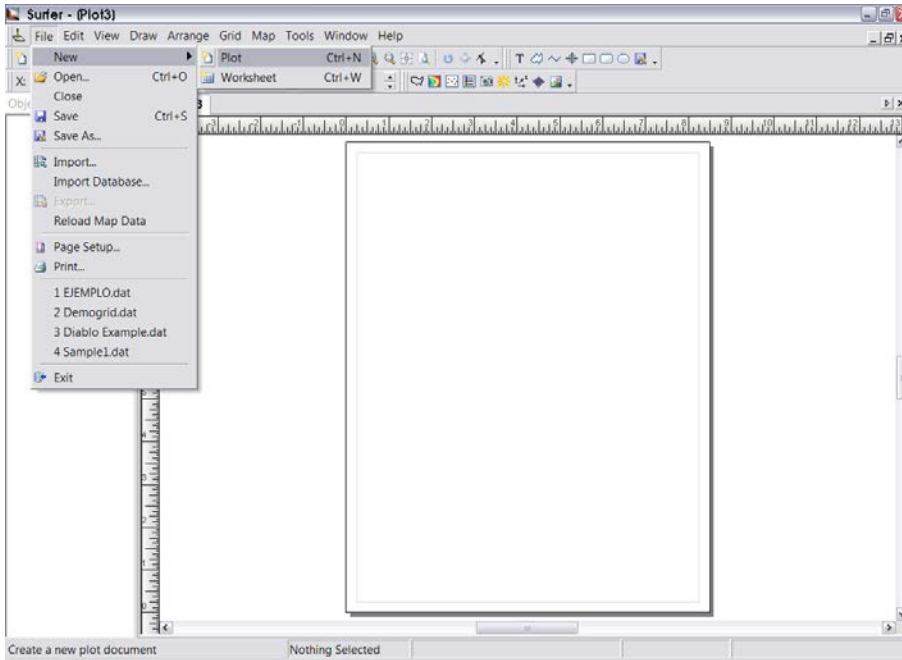 Surfer - (Plot3)
File Edit View Draw Arrange Grid Map Tools Window Help
New
Plot Ctrl+N
Open... Ctrl+O
Worksheet Ctrl+W
X:
Close
Obje
3
Save Ctrl+S
Save As...
Import...
Import Database...
Export...
Reload Map Data
Page Setup...
Print...
1 EJEMPLO.dat
2 Demogrid.dat
3 Diablo Example.dat
4 Sample1.dat
Exit
Create a new plot document Nothing Selected